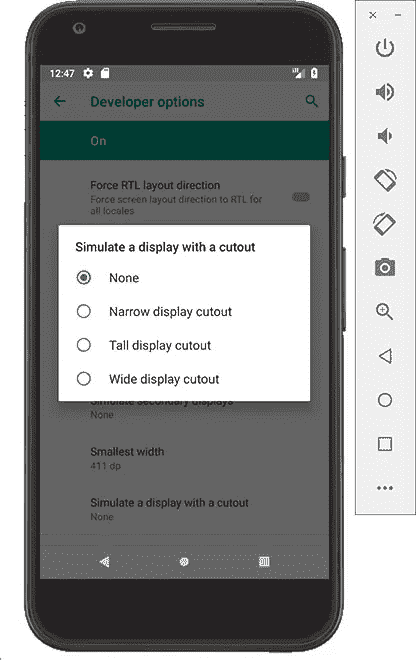 12:47
Developer options
On
Force RTL layout direction
Force screen layout direction to RTL for
all locales
Simulate a display with a cutout
None
Narrow display cutout
Tall display cutout
Wide display cutout
Simulate secondary displays
None
Smallest width
411 dp
Simulate a display with a cutout
None